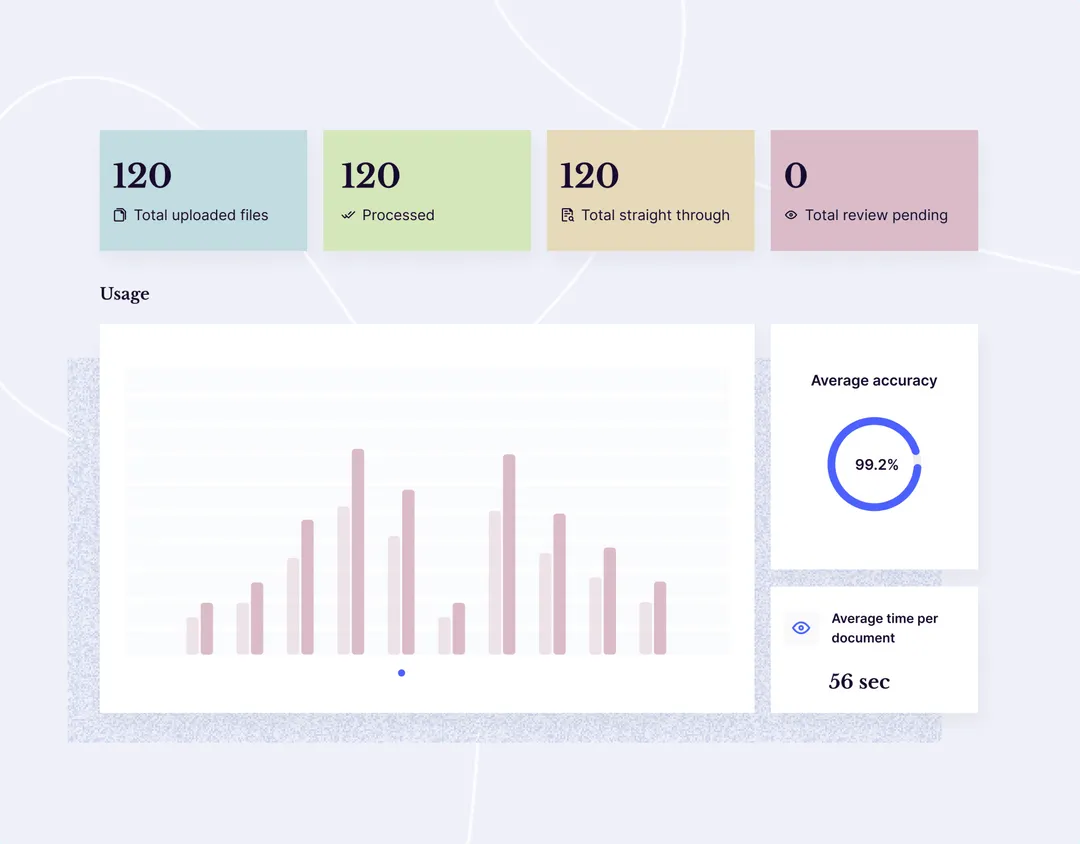 120
Total uploaded files
120
Processed
120
Total straight through
0
Total review pending
Usage
Average accuracy
99.2%
Average time per
document
56 sec